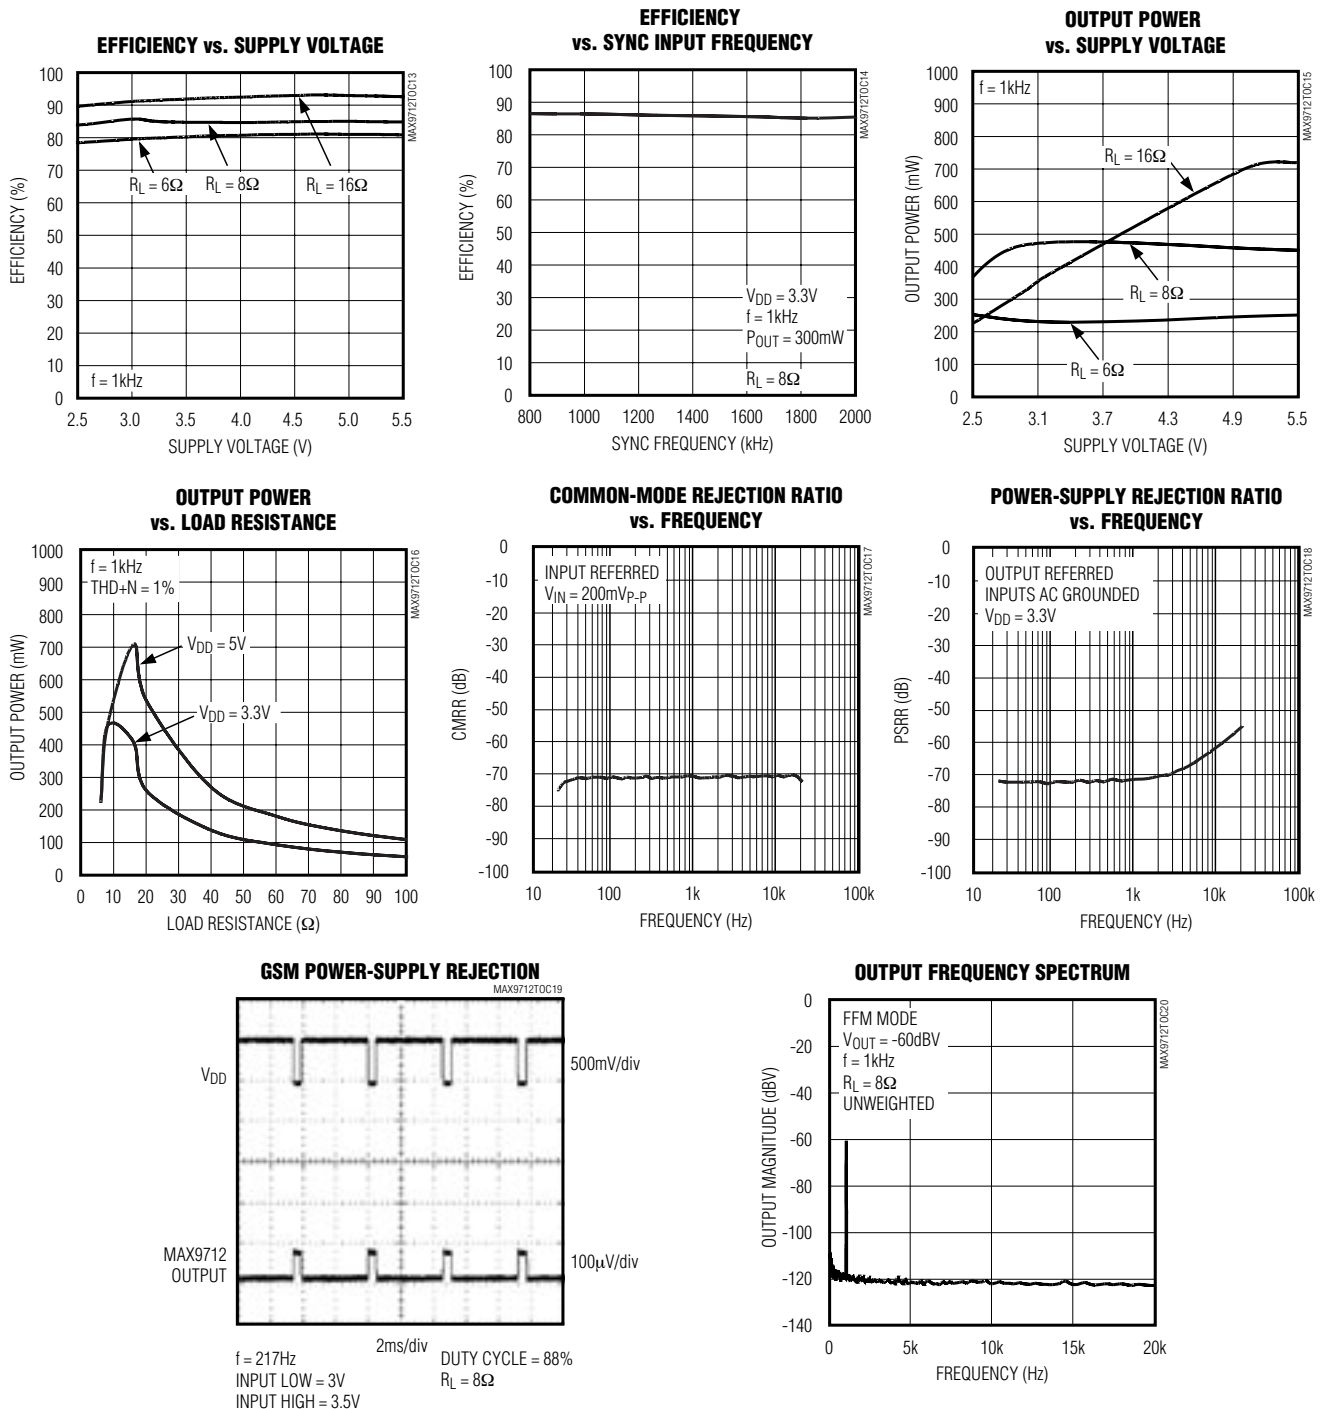 EFFICIENCY vs. SUPPLY VOLTAGE
MAX9712TOC13
100
90
80
70
60
50
40
30
20
10
0
EFFICIENCY (%)
RL = 6Ω
RL = 8Ω
RL = 16Ω
f = 1kHz
2.5 3.0 3.5 4.0 4.5 5.0 5.5
SUPPLY VOLTAGE (V)
EFFICIENCY
vs. SYNC INPUT FREQUENCY
MAX9712TOC14
100
90
80
70
60
50
40
30
20
10
0
EFFICIENCY (%)
VDD = 3.3V
f = 1kHz
POUT = 300mW
RL = 8Ω
800 1000 1200 1400 1600 1800 2000
SYNC FREQUENCY (kHz)
OUTPUT POWER
vs. SUPPLY VOLTAGE
MAX9712TOC15
1000
900
800
700
600
500
400
300
200
100
0
OUTPUT POWER (mW)
f = 1kHz
RL = 16Ω
RL = 8Ω
RL = 6Ω
2.5 3.1 3.7 4.3 4.9 5.5
SUPPLY VOLTAGE (V)
OUTPUT POWER
vs. LOAD RESISTANCE
MAX9712TOC16
1000
900
800
700
600
500
400
300
200
100
0
OUTPUT POWER (mW)
f = 1kHz
THD+N = 1%
VDD = 5V
VDD = 3.3V
0 10 20 30 40 50 60 70 80 90 100
LOAD RESISTANCE (Ω)
COMMON-MODE REJECTION RATIO
vs. FREQUENCY
MAX9712TOC17
0
-10
-20
-30
-40
-50
-60
-70
-80
-90
-100
CMRR (dB)
INPUT REFERRED
VIN = 200mVP-P
10 100 1k 10k 100k
FREQUENCY (Hz)
POWER-SUPPLY REJECTION RATIO
vs. FREQUENCY
MAX9712TOC18
0
-10
-20
-30
-40
-50
-60
-70
-80
-90
-100
PSRR (dB)
OUTPUT REFERRED
INPUTS AC GROUNDED
VDD = 3.3V
10 100 1k 10k 100k
FREQUENCY (Hz)
GSM POWER-SUPPLY REJECTION
MAX9712TOC19
VDD
500mV/div
MAX9712
OUTPUT
100μV/div
2ms/div
f = 217Hz
INPUT LOW = 3V
INPUT HIGH = 3.5V
DUTY CYCLE = 88%
RL = 8Ω
OUTPUT FREQUENCY SPECTRUM
MAX9712TOC20
0
-20
-40
-60
-80
-100
-120
-140
OUTPUT MAGNITUDE (dBV)
FFM MODE
VOUT = -60dBV
f = 1kHz
RL = 8Ω
UNWEIGHTED
0 5k 10k 15k 20k
FREQUENCY (Hz)